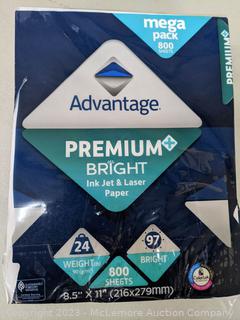 mega
pack
800
SHEETS
PREMIUM+
Advantage
PREMIUM+
BRIGHT
Ink Jet & Laser
Paper
24
WEIGHT
97
BRIGHT
800
SHEETS
8.5" X 11" (216x279mm)
Copyright 2023 - McLemore Auction Company